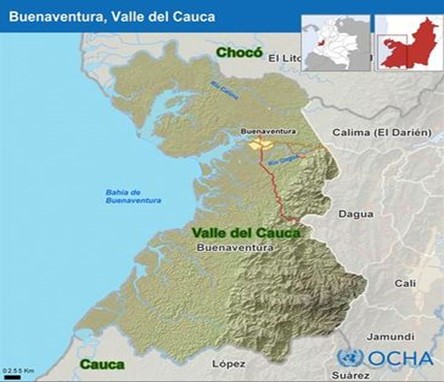 Buenaventura, Valle del Cauca
Chocó
El Lito
Río Calima
Buenaventura
Calima (El Darién)
Río Dagua
Bahía de
Buenaventura
Dagua
Valle del Cauca
Buenaventura
Cali
Jamundi
OCHA
Cauca
López
Suárez
0 2.5 5 Km